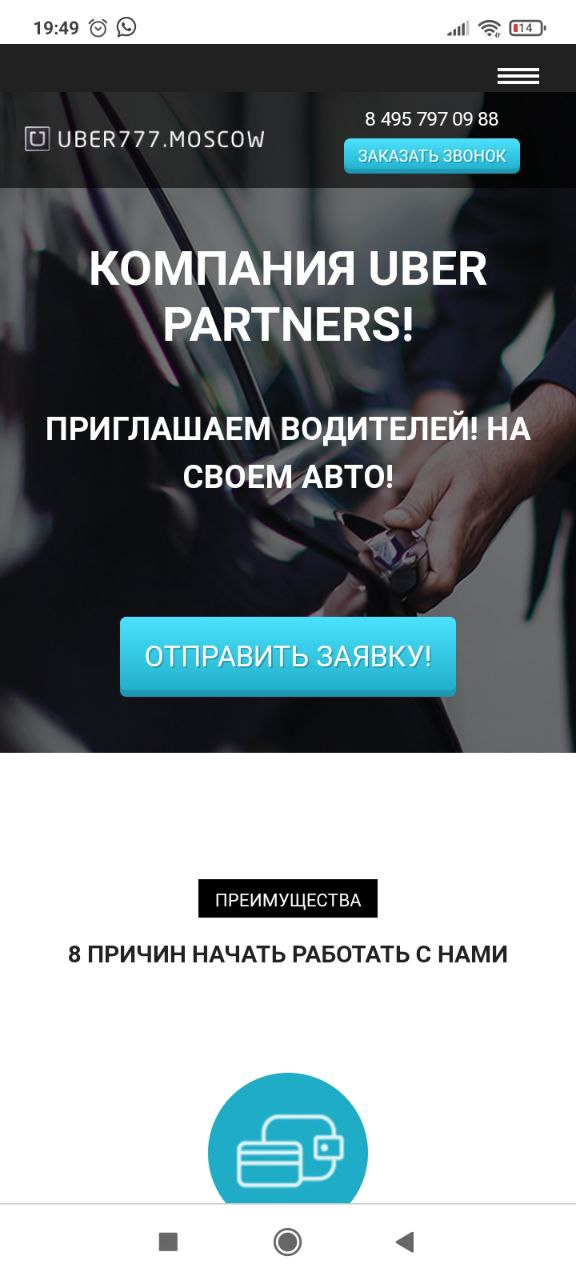 19:49
14
8 495 797 09 88
UBER777.MOSCOW
ЗАКАЗАТЬ ЗВОНОК
КОМПАНИЯ UBER
PARTNERS!
ПРИГЛАШАЕМ ВОДИТЕЛЕЙ! НА
СВОЕМ АВТО!
ОТПРАВИТЬ ЗАЯВКУ!
ПРЕИМУЩЕСТВА
8 ПРИЧИН НАЧАТЬ РАБОТАТЬ С НАМИ